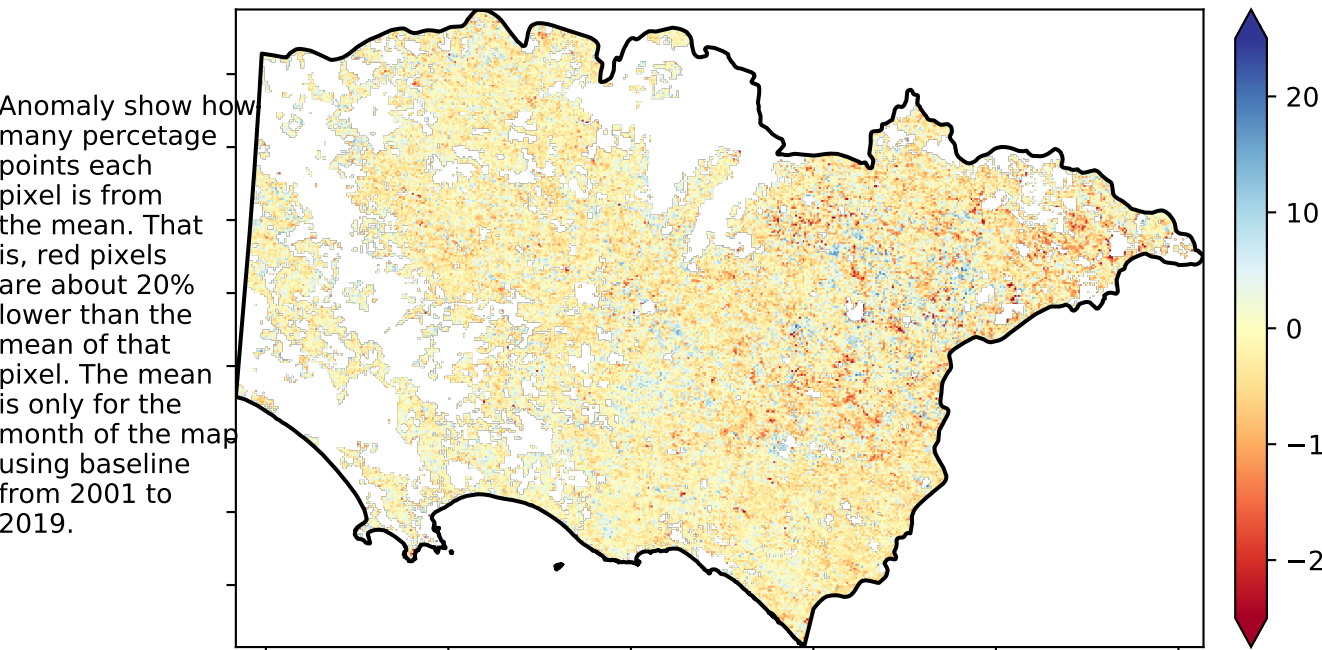 Anomaly show how
many percetage
points each
pixel is from
the mean. That
is, red pixels
are about 20%
lower than the
mean of that
pixel. The mean
is only for the
month of the map
using baseline
from 2001 to
2019.
20
10
0
−1
−2